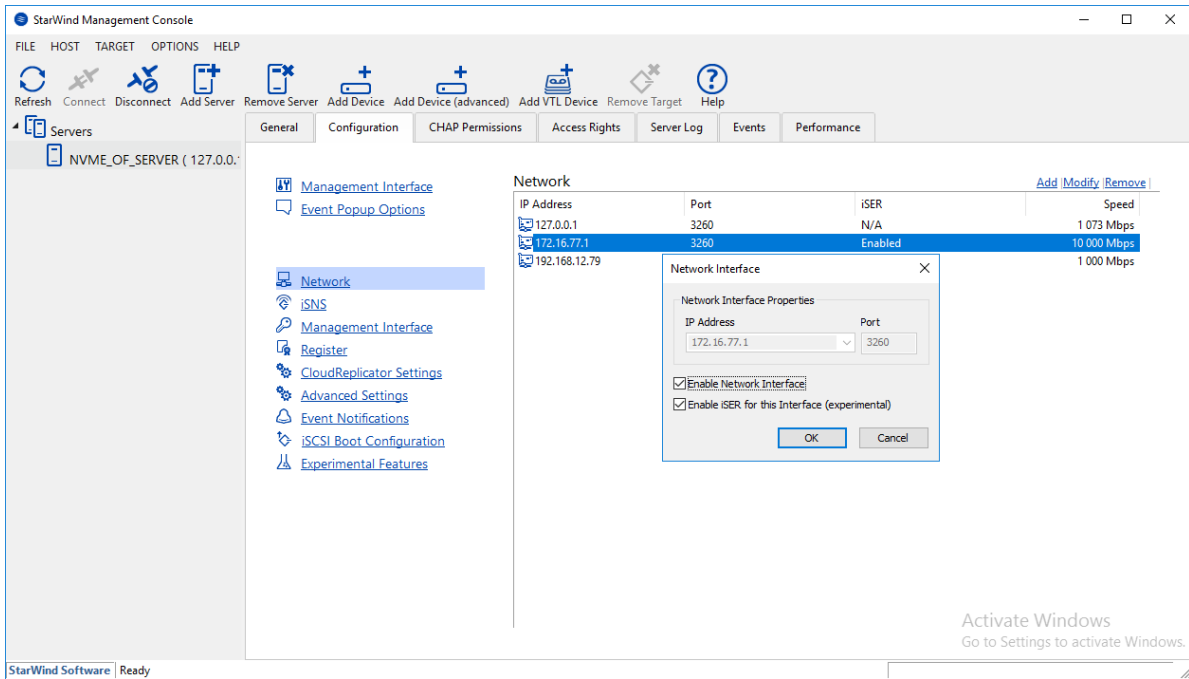 StarWind Management Console
FILE HOST TARGET OPTIONS HELP
Refresh Connect Disconnect Add Server Remove Server Add Device Add Device (advanced) Add VTL Device Remove Target Help
Servers
NVME_OF_SERVER ( 127.0.0.
General Configuration CHAP Permissions Access Rights Server Log Events Performance
Management Interface
Event Popup Options
Network
iSNS
Management Interface
Register
CloudReplicator Settings
Advanced Settings
Event Notifications
iSCSI Boot Configuration
Experimental Features
Network
Add | Modify | Remove |
IP Address Port iSER Speed
127.0.0.1 3260 N/A 1 073 Mbps
172.16.77.1 3260 Enabled 10 000 Mbps
192.168.12.79 1 000 Mbps
Network Interface
Network Interface Properties
IP Address Port
172.16.77.1 3260
Enable Network Interface
Enable iSER for this Interface (experimental)
OK Cancel
Activate Windows
Go to Settings to activate Windows.
StarWind Software Ready